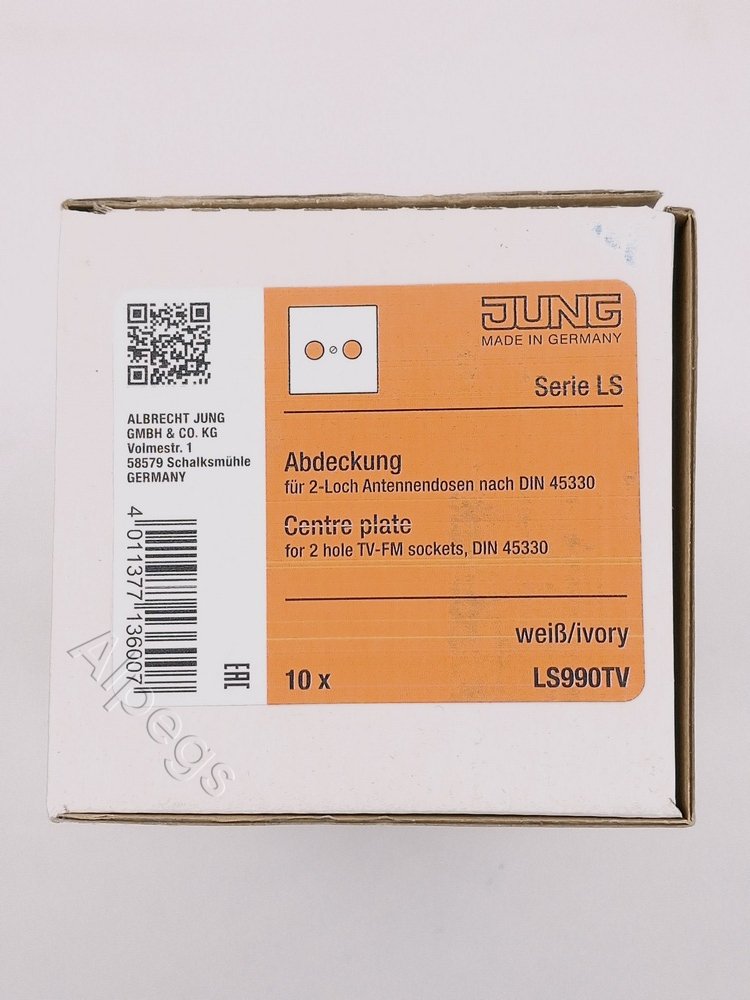 JUNG
MADE IN GERMANY
Serie LS
ALBRECHT JUNG
GMBH & CO. KG
Volmestr. 1
58579 Schalksmühle
GERMANY
Abdeckung
für 2-Loch Antennendosen nach DIN 45330
Centre plate
for 2 hole TV-FM sockets, DIN 45330
weiß/ivory
10 x
LS990TV
4 011377 136007
EAC
Alpegs